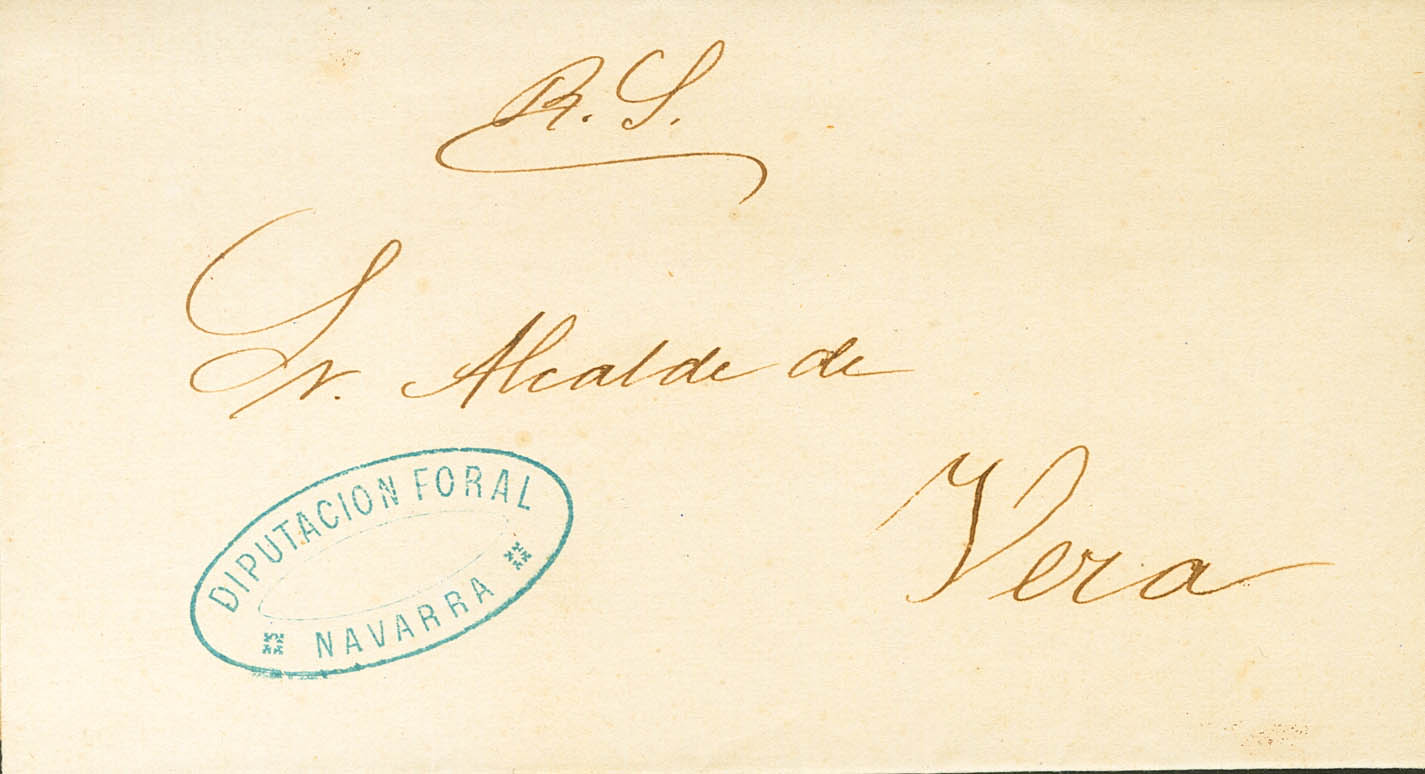 R. S.
Sr. Alcalde de
Vera
DIPUTACION FORAL
NAVARRA